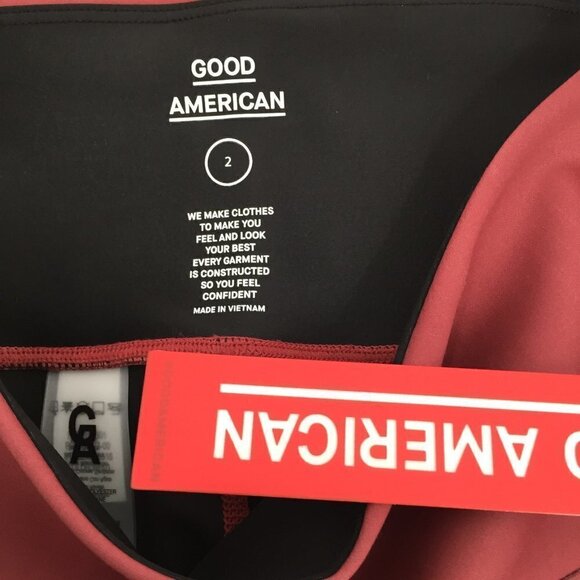 GOOD
AMERICAN
2
WE MAKE CLOTHES
TO MAKE YOU
FEEL AND LOOK
YOUR BEST
EVERY GARMENT
IS CONSTRUCTED
SO YOU FEEL
CONFIDENT
MADE IN VIETNAM
D AMERICAN
#GOODAMERICAN
GA